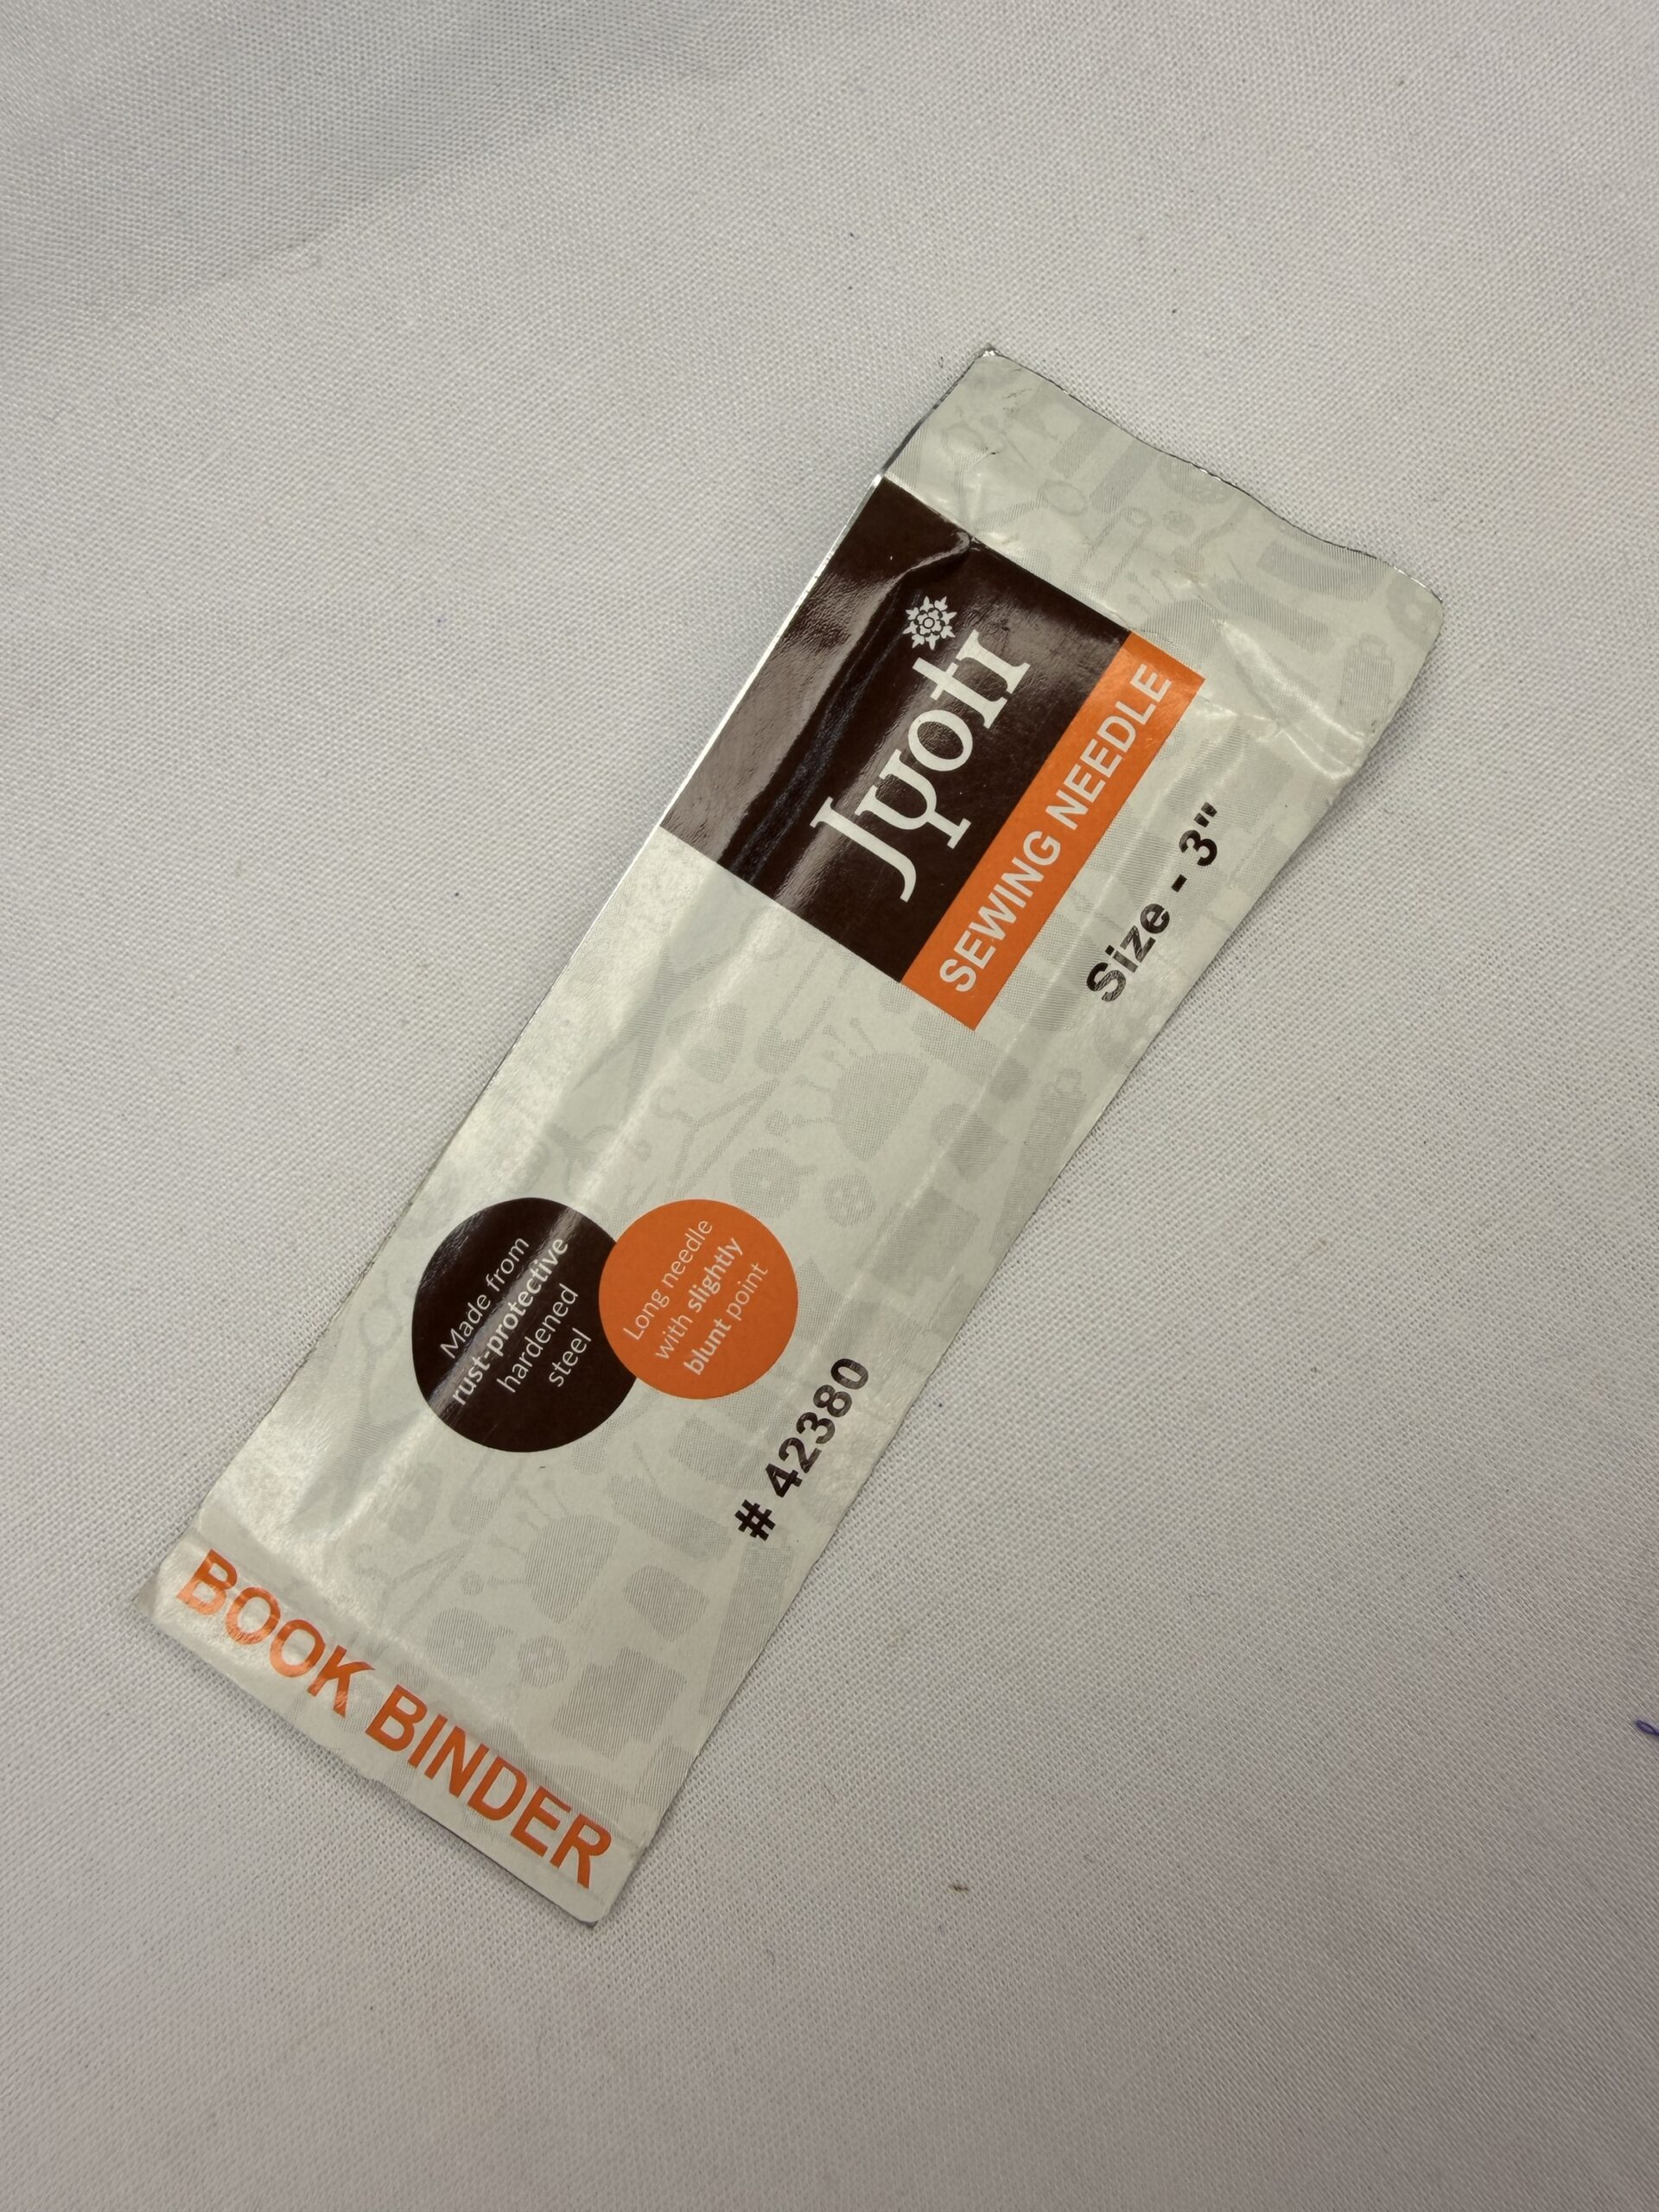 Jyoti
SEWING NEEDLE
Size - 3"
Made from
rust-protective
hardened
steel
Long needle
with slightly
blunt point
# 42380
BOOK BINDER